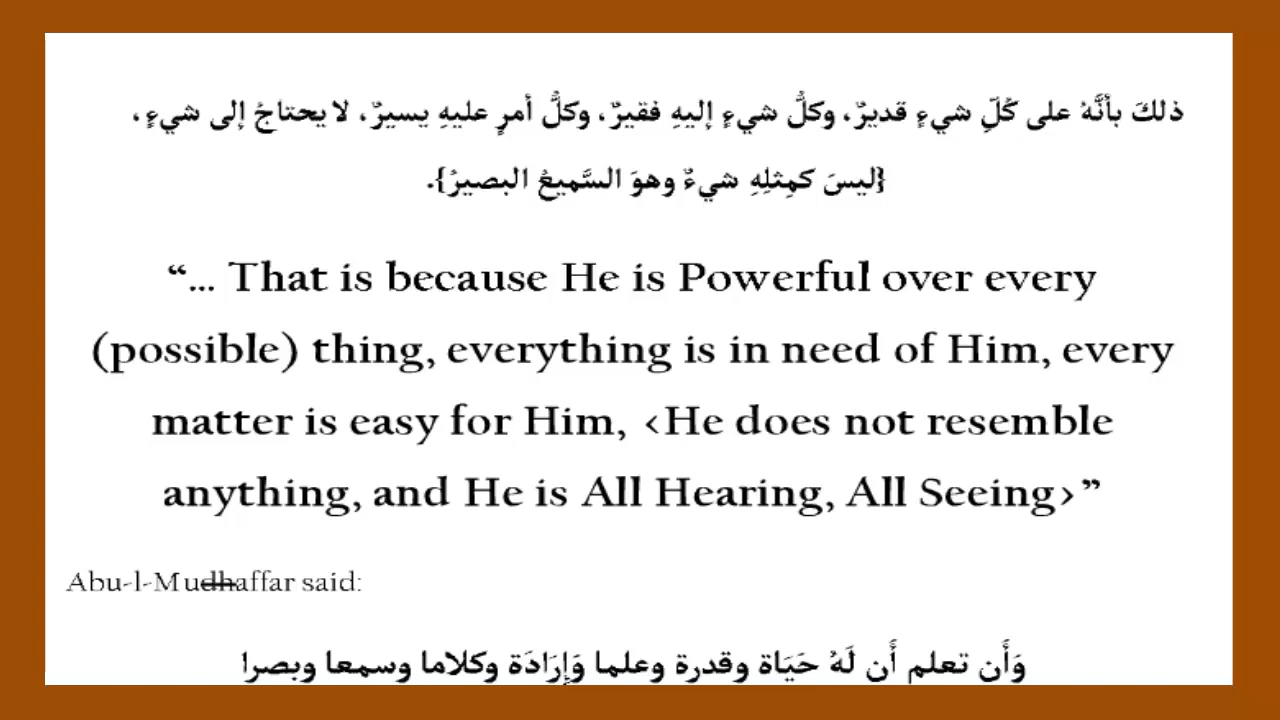 ذلكَ بأنَّهُ على كُلِّ شيءٍ قديرٌ، وكلُّ شيءٍ إليهِ فقيرٌ، وكلُّ أمرٍ عليهِ يسيرٌ، لا يحتاجُ إلى شيءٍ،
{ليسَ كمِثلِهِ شيءٌ وهوَ السَّميعُ البصيرُ}.
“... That is because He is Powerful over every
(possible) thing, everything is in need of Him, every
matter is easy for Him, ‹He does not resemble
anything, and He is All Hearing, All Seeing›”
Abu-l-Mudhaffar said:
وَأَن تعلم أَن لَهُ حَيَاة وقدرة وعلما وَإِرَادَة وكلاما وسمعا وبصرا